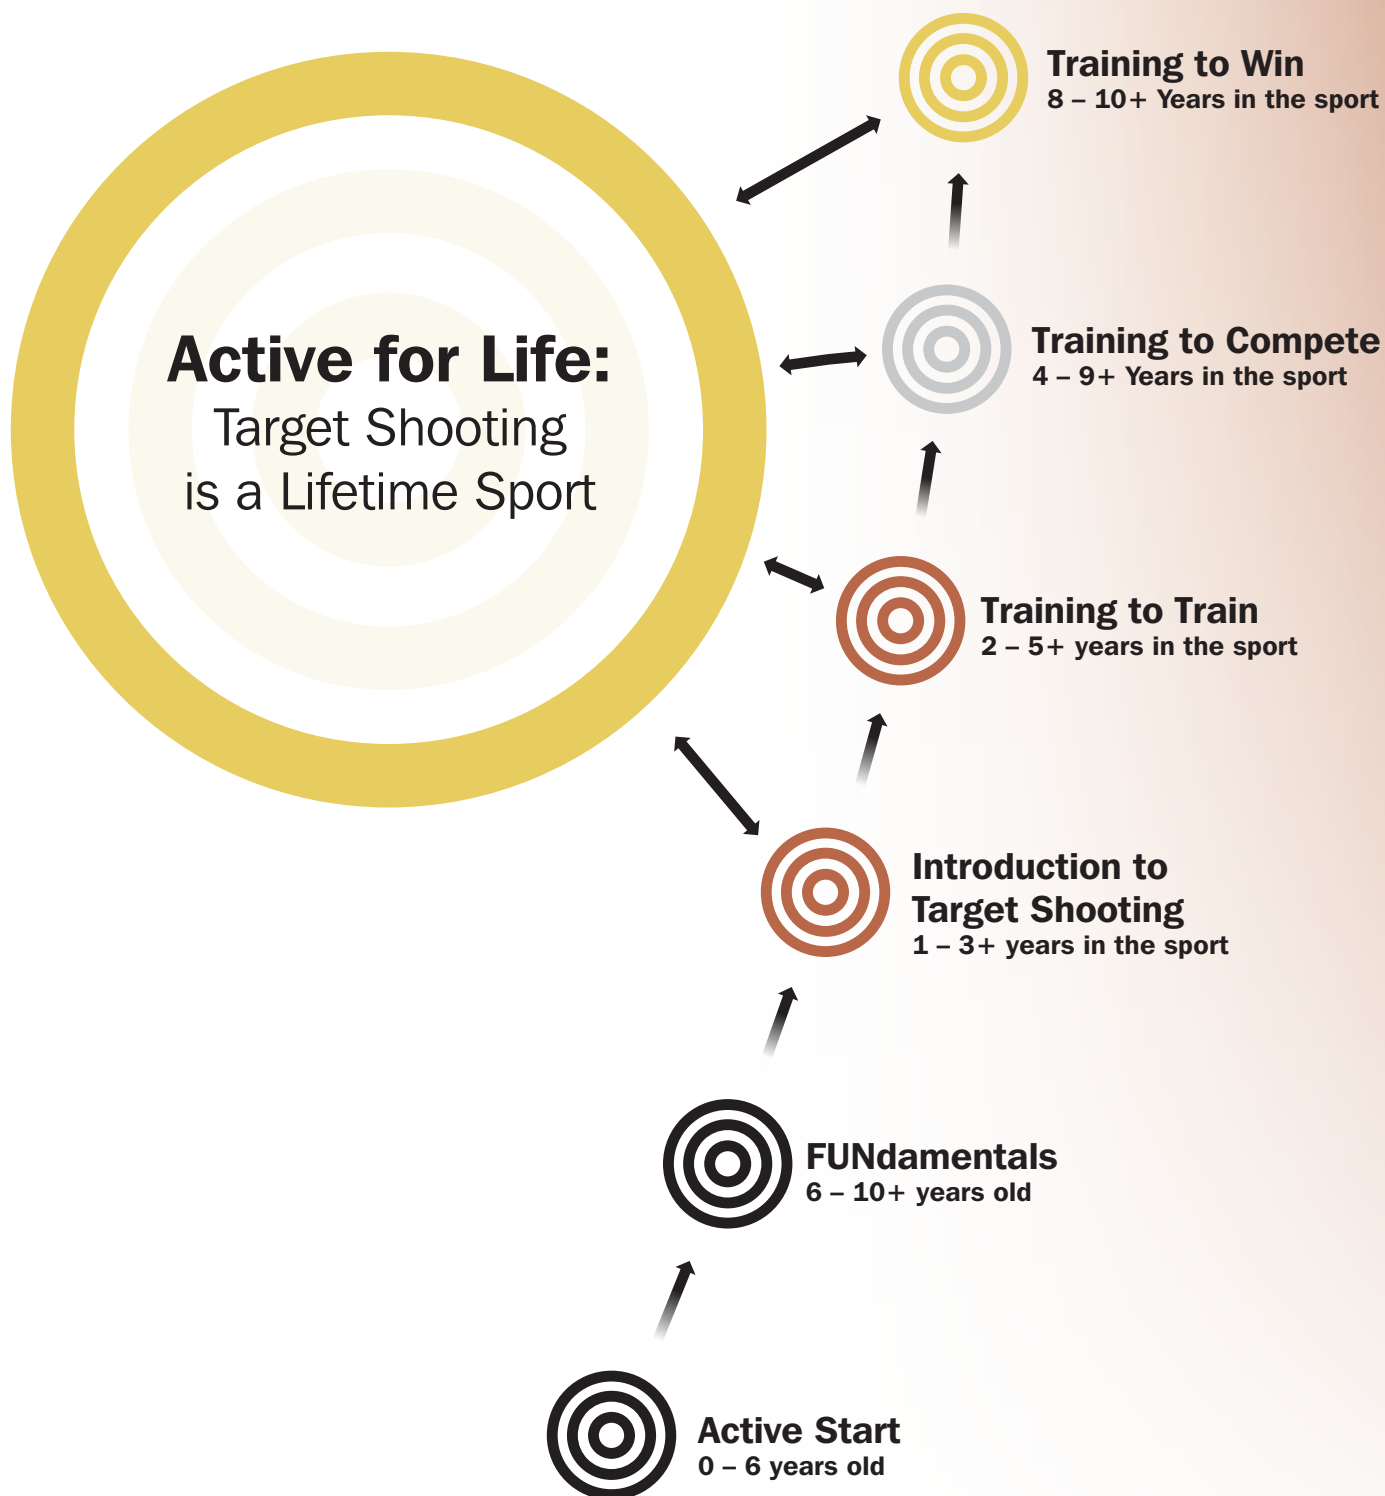 Training to Win
8 – 10+ Years in the sport
Active for Life:
Target Shooting
is a Lifetime Sport
Training to Compete
4 – 9+ Years in the sport
Training to Train
2 – 5+ years in the sport
Introduction to
Target Shooting
1 – 3+ years in the sport
FUNdamentals
6 – 10+ years old
Active Start
0 – 6 years old